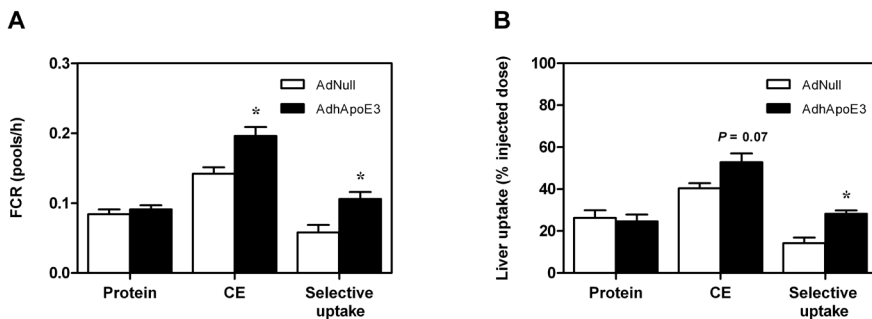 A
FCR (pools/h)
0.3
0.2
0.1
0.0
AdNull
AdhApoE3
*
*
Protein
CE
Selective
uptake
B
Liver uptake (% injected dose)
100
80
60
40
20
0
AdNull
AdhApoE3
P = 0.07
*
Protein
CE
Selective
uptake